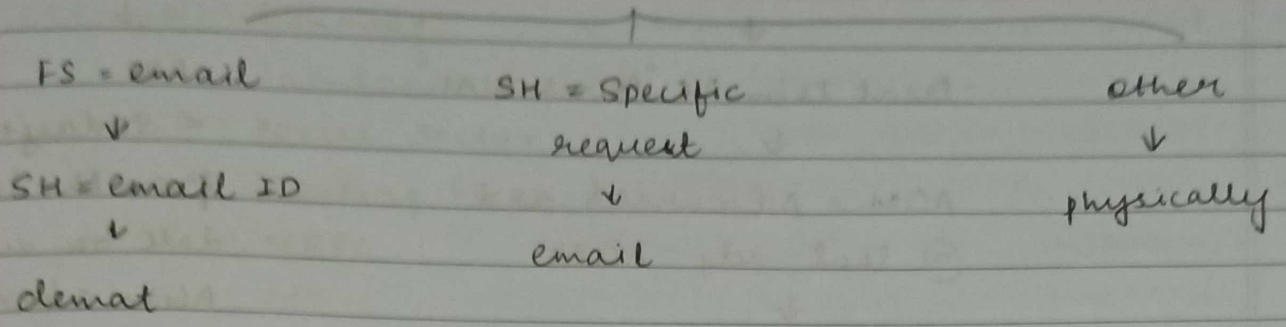 FS = email
↓
SH = email ID
↓
demat
SH = Specific
request
↓
email
other
↓
physically